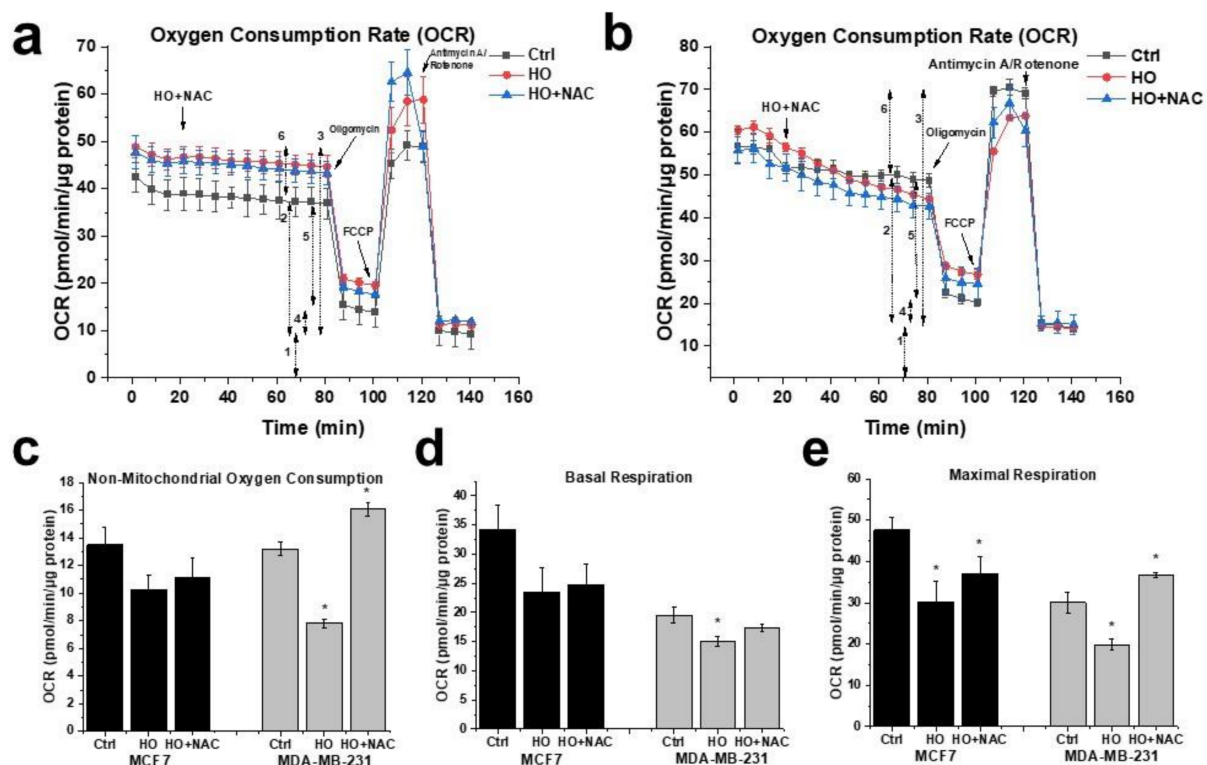 a
Oxygen Consumption Rate (OCR)
Ctrl
HO
HO+NAC
Antimycin A/
Rotenone
HO+NAC
Oligomycin
FCCP
6
3
2
5
4
1
OCR (pmol/min/µg protein)
70
60
50
40
30
20
10
0
0 20 40 60 80 100 120 140 160
Time (min)
b
Oxygen Consumption Rate (OCR)
Ctrl
HO
HO+NAC
Antimycin A/Rotenone
HO+NAC
Oligomycin
FCCP
6
3
2
5
4
1
OCR (pmol/min/µg protein)
80
70
60
50
40
30
20
10
0 20 40 60 80 100 120 140 160
Time (min)
c
Non-Mitochondrial Oxygen Consumption
OCR (pmol/min/µg protein)
18
16
14
12
10
8
6
4
2
0
* *
Ctrl HO HO+NAC Ctrl HO HO+NAC
MCF7 MDA-MB-231
d
Basal Respiration
OCR (pmol/min/µg protein)
40
35
30
25
20
15
10
5
0
*
Ctrl HO HO+NAC Ctrl HO HO+NAC
MCF7 MDA-MB-231
e
Maximal Respiration
OCR (pmol/min/µg protein)
60
50
40
30
20
10
0
* * * *
Ctrl HO HO+NAC Ctrl HO HO+NAC
MCF7 MDA-MB-231